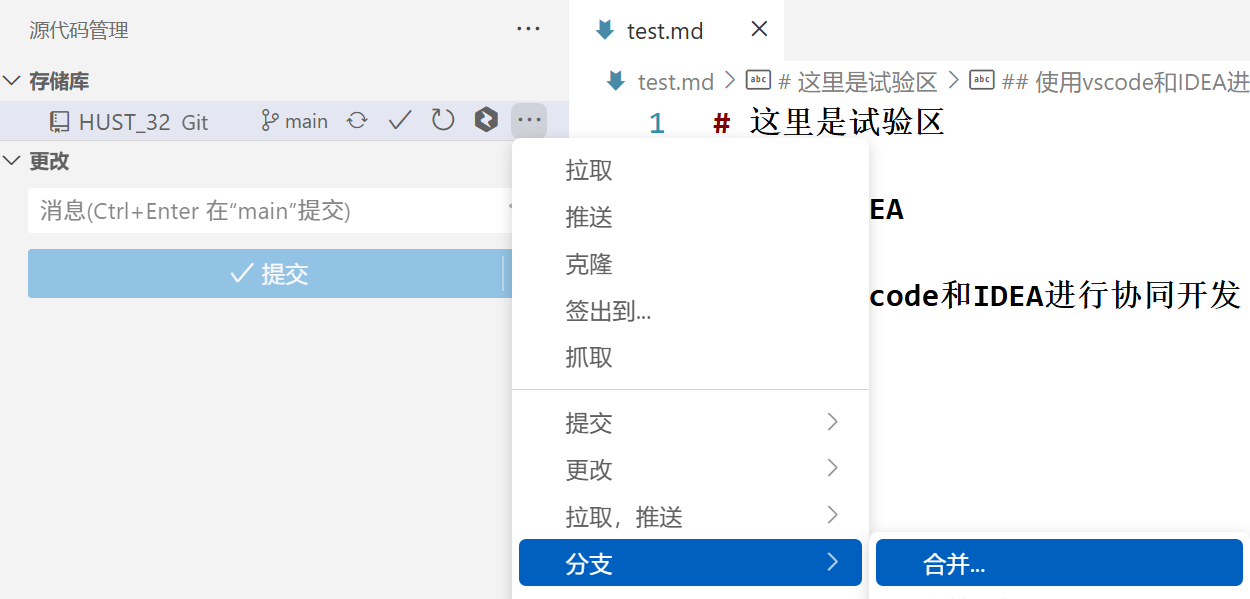 源代码管理
test.md
存储库
test.md abc # 这里是试验区 abc ## 使用vscode和IDEA进
HUST_32 Git main
1 # 这里是试验区
更改
拉取
消息(Ctrl+Enter 在“main”提交)
推送
EA
提交
克隆
签出到...
code和IDEA进行协同开发
抓取
提交
更改
拉取，推送
分支
合并...